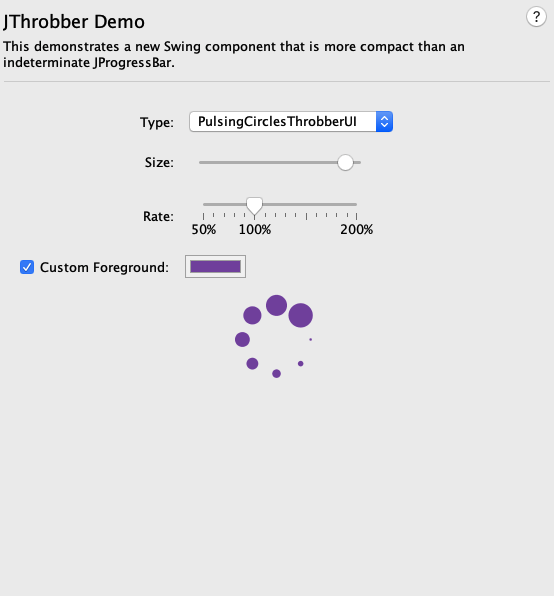 JThrobber Demo
?
This demonstrates a new Swing component that is more compact than an
indeterminate JProgressBar.
Type: PulsingCirclesThrobberUI
Size:
Rate:
50% 100% 200%
Custom Foreground: